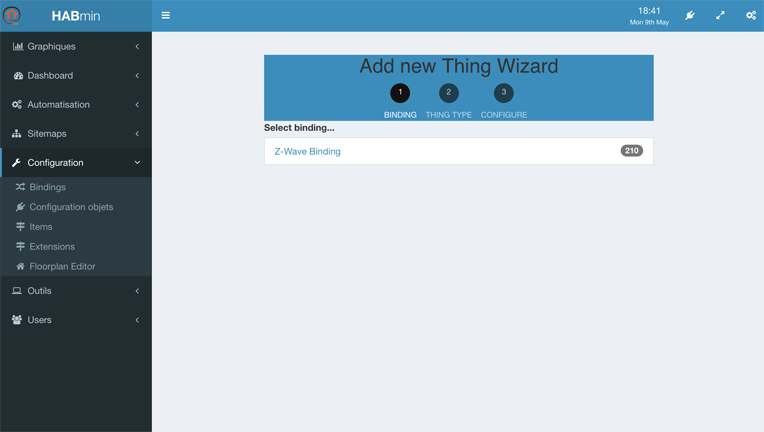 HABmin
18:41
Mon 9th May
Graphiques
Dashboard
Automatisation
Sitemaps
Configuration
Bindings
Configuration objets
Items
Extensions
Floorplan Editor
Outils
Users
Add new Thing Wizard
1 2 3
BINDING THING TYPE CONFIGURE
Select binding...
Z-Wave Binding 210